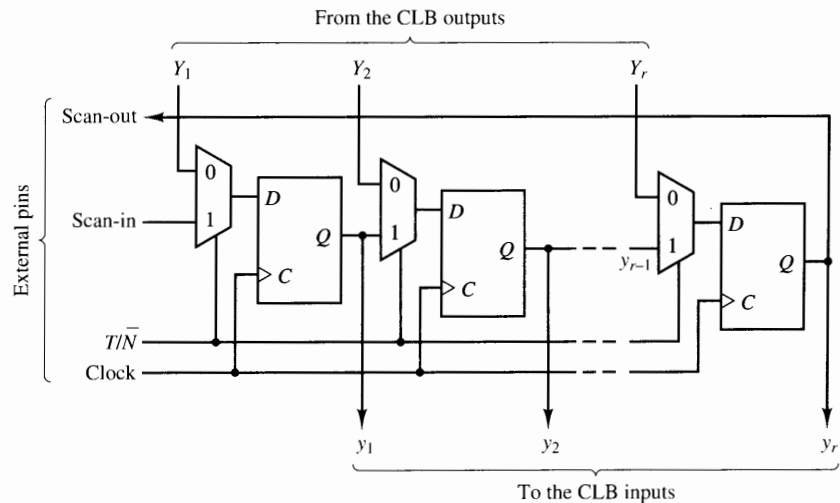 From the CLB outputs
Y₁ Y₂ Yᵣ
Scan-out
0 0 0
D D D
Scan-in 1 Q 1 Q yᵣ₋₁ 1 Q
C C C
External pins
T/N̅
Clock
y₁ y₂ yᵣ
To the CLB inputs